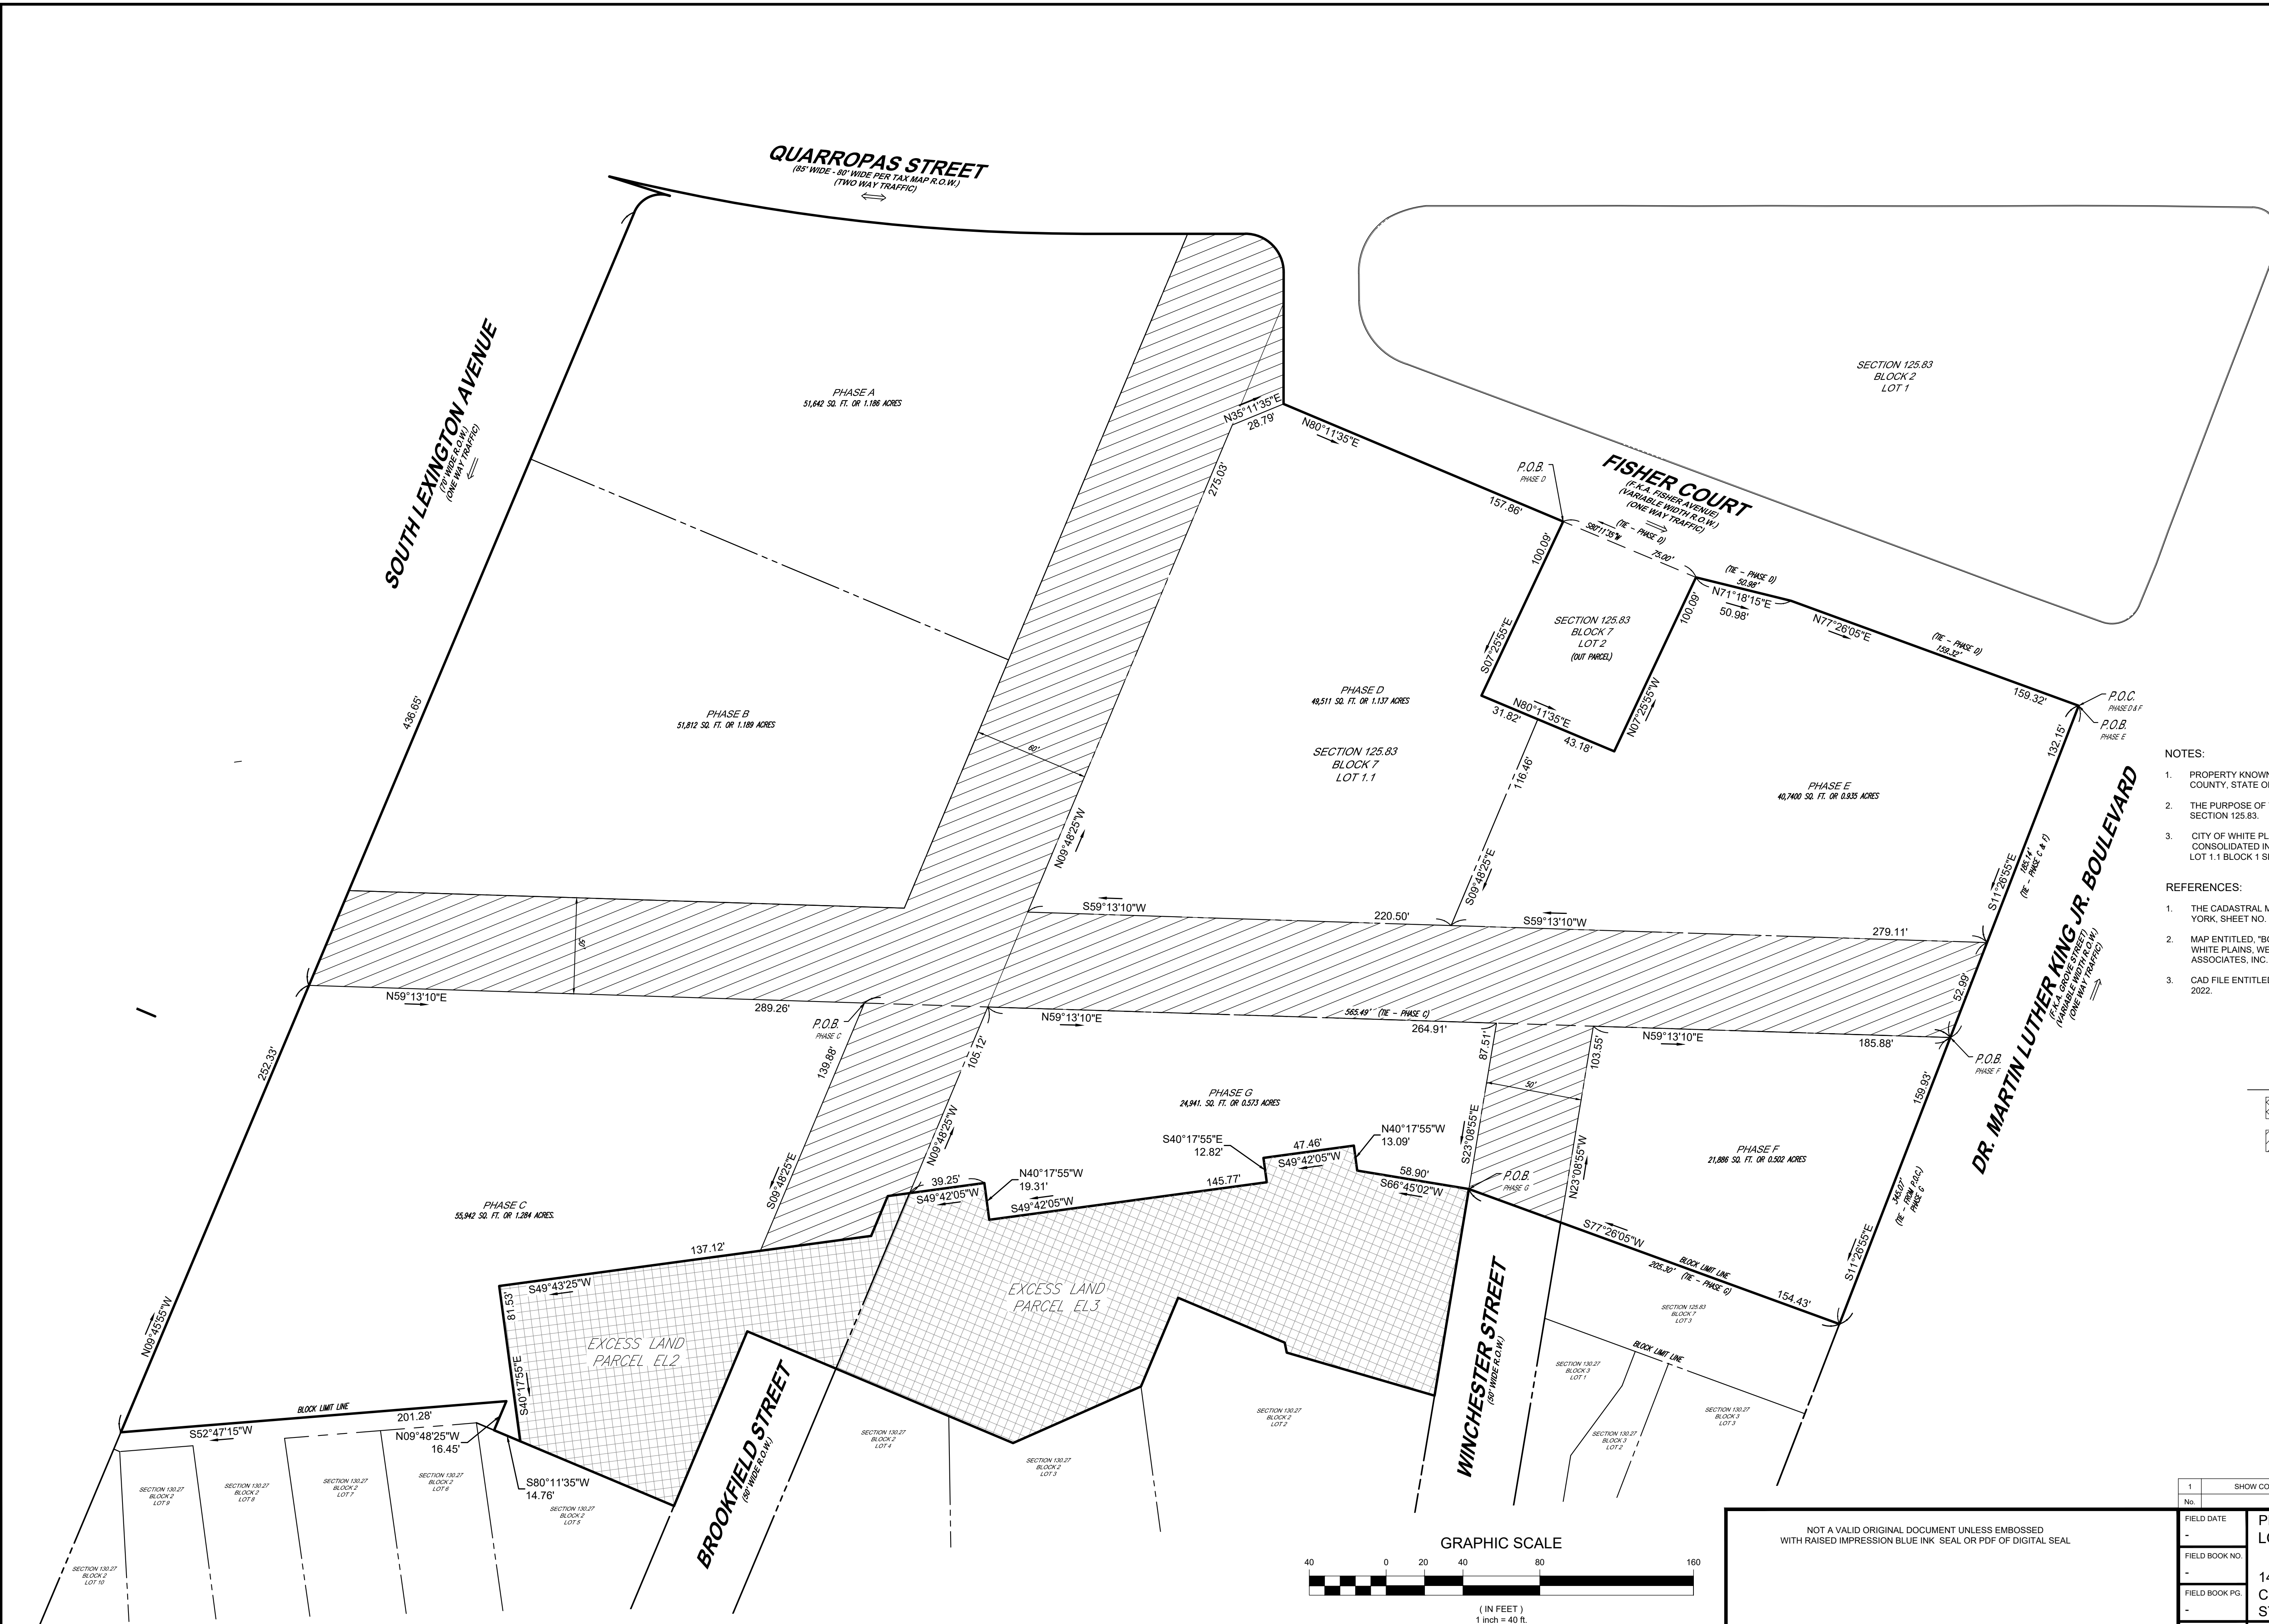 QUARROPAS STREET
(85' WIDE - 80' WIDE PER TAX MAP R.O.W.)
(TWO WAY TRAFFIC)
SOUTH LEXINGTON AVENUE
(70' WIDE R.O.W.)
(ONE WAY TRAFFIC)
SECTION 125.83
BLOCK 2
LOT 1
PHASE A
51,642 SQ. FT. OR 1.186 ACRES
N35°11'35"E
28.79'
N80°11'35"E
157.86'
275.03'
P.O.B.
PHASE D
FISHER COURT
(F.K.A. FISHER AVENUE)
(VARIABLE WIDTH R.O.W.)
(ONE WAY TRAFFIC)
(TIE - PHASE D)
S80°11'35"W
75.00'
(TIE - PHASE D)
50.98'
N71°18'15"E
50.98'
N77°26'05"E
(TIE - PHASE D)
159.32'
159.32'
P.O.C.
PHASE D & F
P.O.B.
PHASE E
100.09'
S07°25'55"E
SECTION 125.83
BLOCK 7
LOT 2
(OUT PARCEL)
100.09'
N07°25'55"W
N80°11'35"E
31.82'
43.18'
116.46'
S09°48'25"E
436.65'
PHASE B
51,812 SQ. FT. OR 1.189 ACRES
60'
N09°48'25"W
PHASE D
49,511 SQ. FT. OR 1.137 ACRES
SECTION 125.83
BLOCK 7
LOT 1.1
PHASE E
40,7400 SQ. FT. OR 0.935 ACRES
132.15'
S11°26'55"E
185.14'
(TIE - PHASE C & F)
DR. MARTIN LUTHER KING JR. BOULEVARD
(F.K.A. GROVE STREET)
(VARIABLE WIDTH R.O.W.)
(ONE WAY TRAFFIC)
NOTES:
1. PROPERTY KNOWN
COUNTY, STATE O
2. THE PURPOSE OF
SECTION 125.83.
3. CITY OF WHITE PL
CONSOLIDATED IN
LOT 1.1 BLOCK 1 S
REFERENCES:
1. THE CADASTRAL M
YORK, SHEET NO.
2. MAP ENTITLED, "BO
WHITE PLAINS, WE
ASSOCIATES, INC.
3. CAD FILE ENTITLED
2022.
S59°13'10"W
220.50'
S59°13'10"W
279.11'
50'
52.99'
N59°13'10"E
289.26'
P.O.B.
PHASE C
N59°13'10"E
565.49' (TIE - PHASE C)
264.91'
N59°13'10"E
185.88'
P.O.B.
PHASE F
252.33'
N09°45'55"W
139.88'
S09°48'25"E
105.12'
N09°48'25"W
87.51'
S23°08'55"E
50'
103.55'
N23°08'55"W
159.93'
S11°26'55"E
345.07'
(TIE - FROM P.O.C.)
PHASE G
PHASE G
24,941. SQ. FT. OR 0.573 ACRES
S40°17'55"E
12.82'
47.46'
S49°42'05"W
N40°17'55"W
13.09'
58.90'
S66°45'02"W
P.O.B.
PHASE G
PHASE F
21,886 SQ. FT. OR 0.502 ACRES
39.25'
S49°42'05"W
N40°17'55"W
19.31'
S49°42'05"W
145.77'
PHASE C
55,942 SQ. FT. OR 1.284 ACRES.
137.12'
S49°43'25"W
81.53'
S40°17'55"E
EXCESS LAND
PARCEL EL2
EXCESS LAND
PARCEL EL3
S77°26'05"W
BLOCK LIMIT LINE
205.30' (TIE - PHASE G)
154.43'
SECTION 125.83
BLOCK 7
LOT 3
BLOCK LIMIT LINE
SECTION 130.27
BLOCK 3
LOT 1
SECTION 130.27
BLOCK 3
LOT 2
SECTION 130.27
BLOCK 3
LOT 3
WINCHESTER STREET
(50' WIDE R.O.W.)
BROOKFIELD STREET
(50' WIDE R.O.W.)
BLOCK LIMIT LINE
201.28'
S52°47'15"W
N09°48'25"W
16.45'
S80°11'35"W
14.76'
SECTION 130.27
BLOCK 2
LOT 9
SECTION 130.27
BLOCK 2
LOT 8
SECTION 130.27
BLOCK 2
LOT 7
SECTION 130.27
BLOCK 2
LOT 6
SECTION 130.27
BLOCK 2
LOT 5
SECTION 130.27
BLOCK 2
LOT 10
SECTION 130.27
BLOCK 2
LOT 4
SECTION 130.27
BLOCK 2
LOT 3
SECTION 130.27
BLOCK 2
LOT 2
GRAPHIC SCALE
40 0 20 40 80 160
( IN FEET )
1 inch = 40 ft.
NOT A VALID ORIGINAL DOCUMENT UNLESS EMBOSSED
WITH RAISED IMPRESSION BLUE INK SEAL OR PDF OF DIGITAL SEAL
1 SHOW CO
No.
FIELD DATE
-
FIELD BOOK NO.
-
FIELD BOOK PG.
-